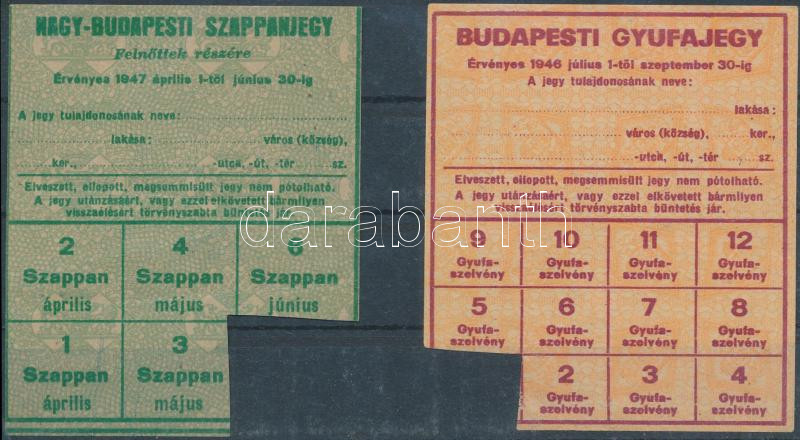 NAGY-BUDAPESTI SZAPPANJEGY
Felnőttek részére
Érvényes 1947 április 1-től június 30-ig
A jegy tulajdonosának neve:
lakása: város (község),
ker., -utca, -út, -tér sz.
Elveszett, ellopott, megsemmisült jegy nem pótolható.
A jegy utánzásáért, vagy ezzel elkövetett bármilyen
visszaélésért törvényszabta büntetés jár.
2
Szappan
április
4
Szappan
május
6
Szappan
június
1
Szappan
április
3
Szappan
május
BUDAPESTI GYUFAJEGY
Érvényes 1946 július 1-től szeptember 30-ig
A jegy tulajdonosának neve:
lakása:
város (község), ker.,
-utca, -út, -tér sz.
Elveszett, ellopott, megsemmisült jegy nem pótolható.
A jegy utánzásáért, vagy ezzel elkövetett bármilyen
visszaélésért törvényszabta büntetés jár.
9
Gyufa-
szelvény
10
Gyufa-
szelvény
11
Gyufa-
szelvény
12
Gyufa-
szelvény
5
Gyufa-
szelvény
6
Gyufa-
szelvény
7
Gyufa-
szelvény
8
Gyufa-
szelvény
2
Gyufa-
szelvény
3
Gyufa-
szelvény
4
Gyufa-
szelvény
darabanth